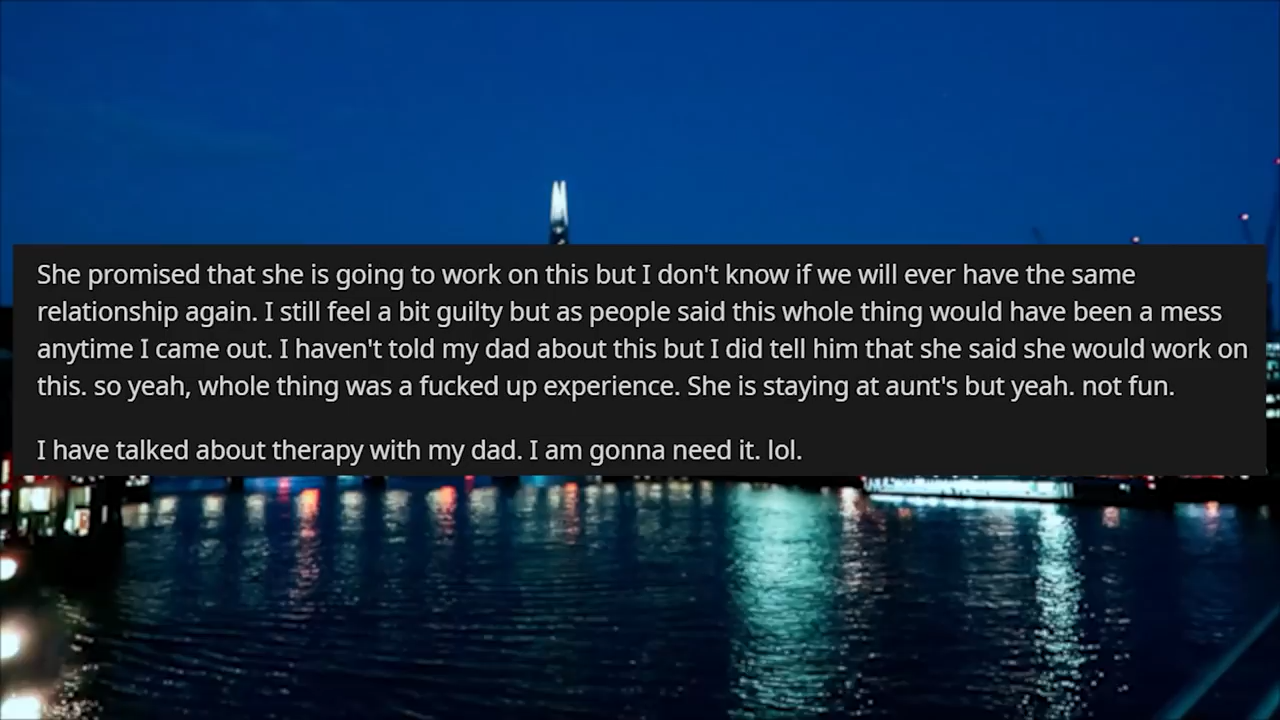 She promised that she is going to work on this but I don't know if we will ever have the same
relationship again. I still feel a bit guilty but as people said this whole thing would have been a mess
anytime I came out. I haven't told my dad about this but I did tell him that she said she would work on
this. so yeah, whole thing was a fucked up experience. She is staying at aunt's but yeah. not fun.
I have talked about therapy with my dad. I am gonna need it. lol.